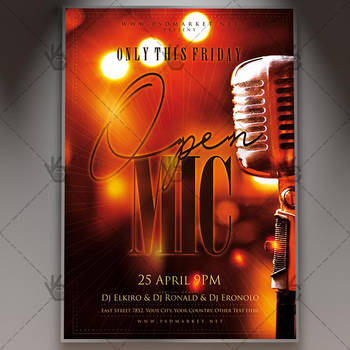 WWW.PSDMARKET.NET
PRESENT
ONLY THIS FRIDAY
Open
MIC
25 APRIL 9PM
DJ ELKIRO & DJ RONALD & DJ ERONOLO
EAST STREET 7852, YOUR CITY, YOUR COUNTRY, OTHER TEXT HERE
WWW.PSDMARKET.NET